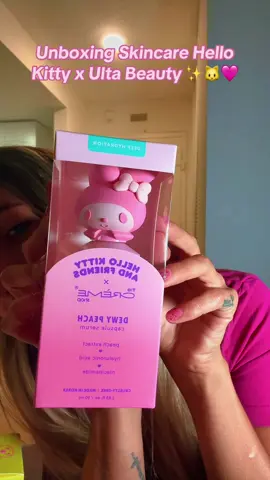 Unboxing Skincare Hello
Kitty x Ulta Beauty ✨🐱💖
DEEP HYDRATION
HELLO KITTY
AND FRIENDS
x
THE
CRÈME
SHOP
DEWY PEACH
capsule serum
peach extract
hyaluronic acid
niacinamide